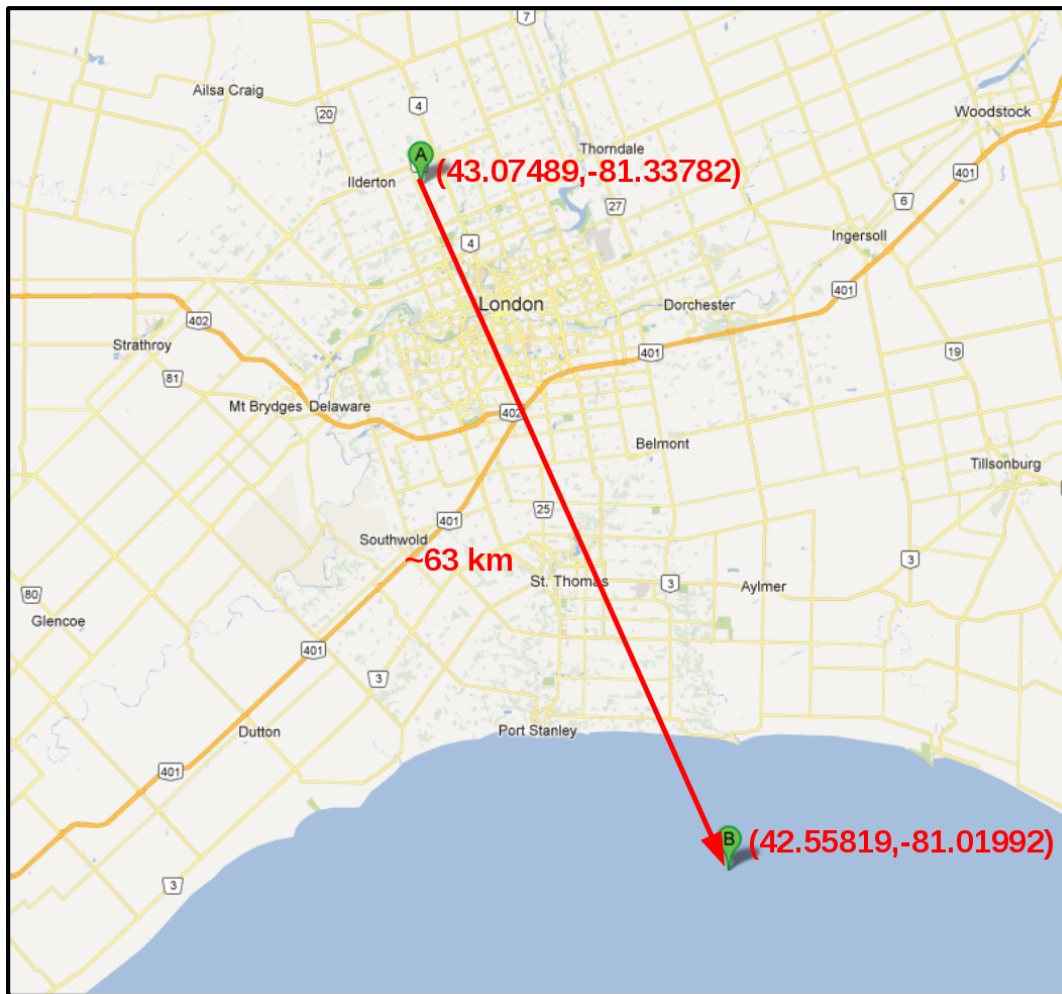 7
Ailsa Craig
4
20
Woodstock
A
Thorndale
(43.07489,-81.33782)
401
Ilderton
27
6
4
Ingersoll
401
London
Dorchester
402
Strathroy
401
19
81
Mt Brydges
Delaware
402
Belmont
Tillsonburg
25
401
Southwold
~63 km
3
St. Thomas
3
Aylmer
80
Glencoe
401
3
Dutton
Port Stanley
401
B
(42.55819,-81.01992)
3